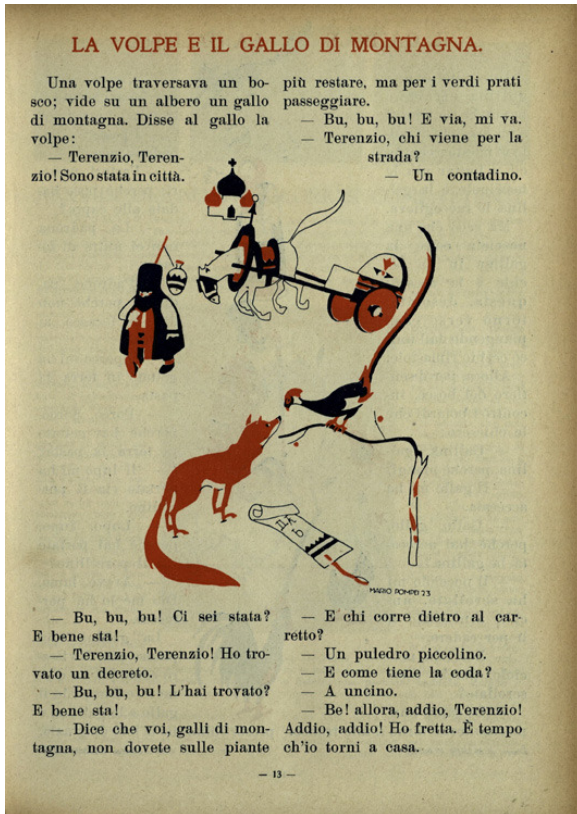 LA VOLPE E IL GALLO DI MONTAGNA.
Una volpe traversava un bo-
sco; vide su un albero un gallo
di montagna. Disse al gallo la
volpe:
— Terenzio, Teren-
zio! Sono stata in città.
— Bu, bu, bu! Ci sei stata?
E bene sta!
— Terenzio, Terenzio! Ho tro-
vato un decreto.
— Bu, bu, bu! L'hai trovato?
E bene sta!
— Dice che voi, galli di mon-
tagna, non dovete sulle piante
più restare, ma per i verdi prati
passeggiare.
— Bu, bu, bu! E via, mi va.
— Terenzio, chi viene per la
strada?
— Un contadino.
— E chi corre dietro al car-
retto?
— Un puledro piccolino.
— E come tiene la coda?
— A uncino.
— Be! allora, addio, Terenzio!
Addio, addio! Ho fretta. È tempo
ch'io torni a casa.
MARIO POMPEI 23
— 13 —